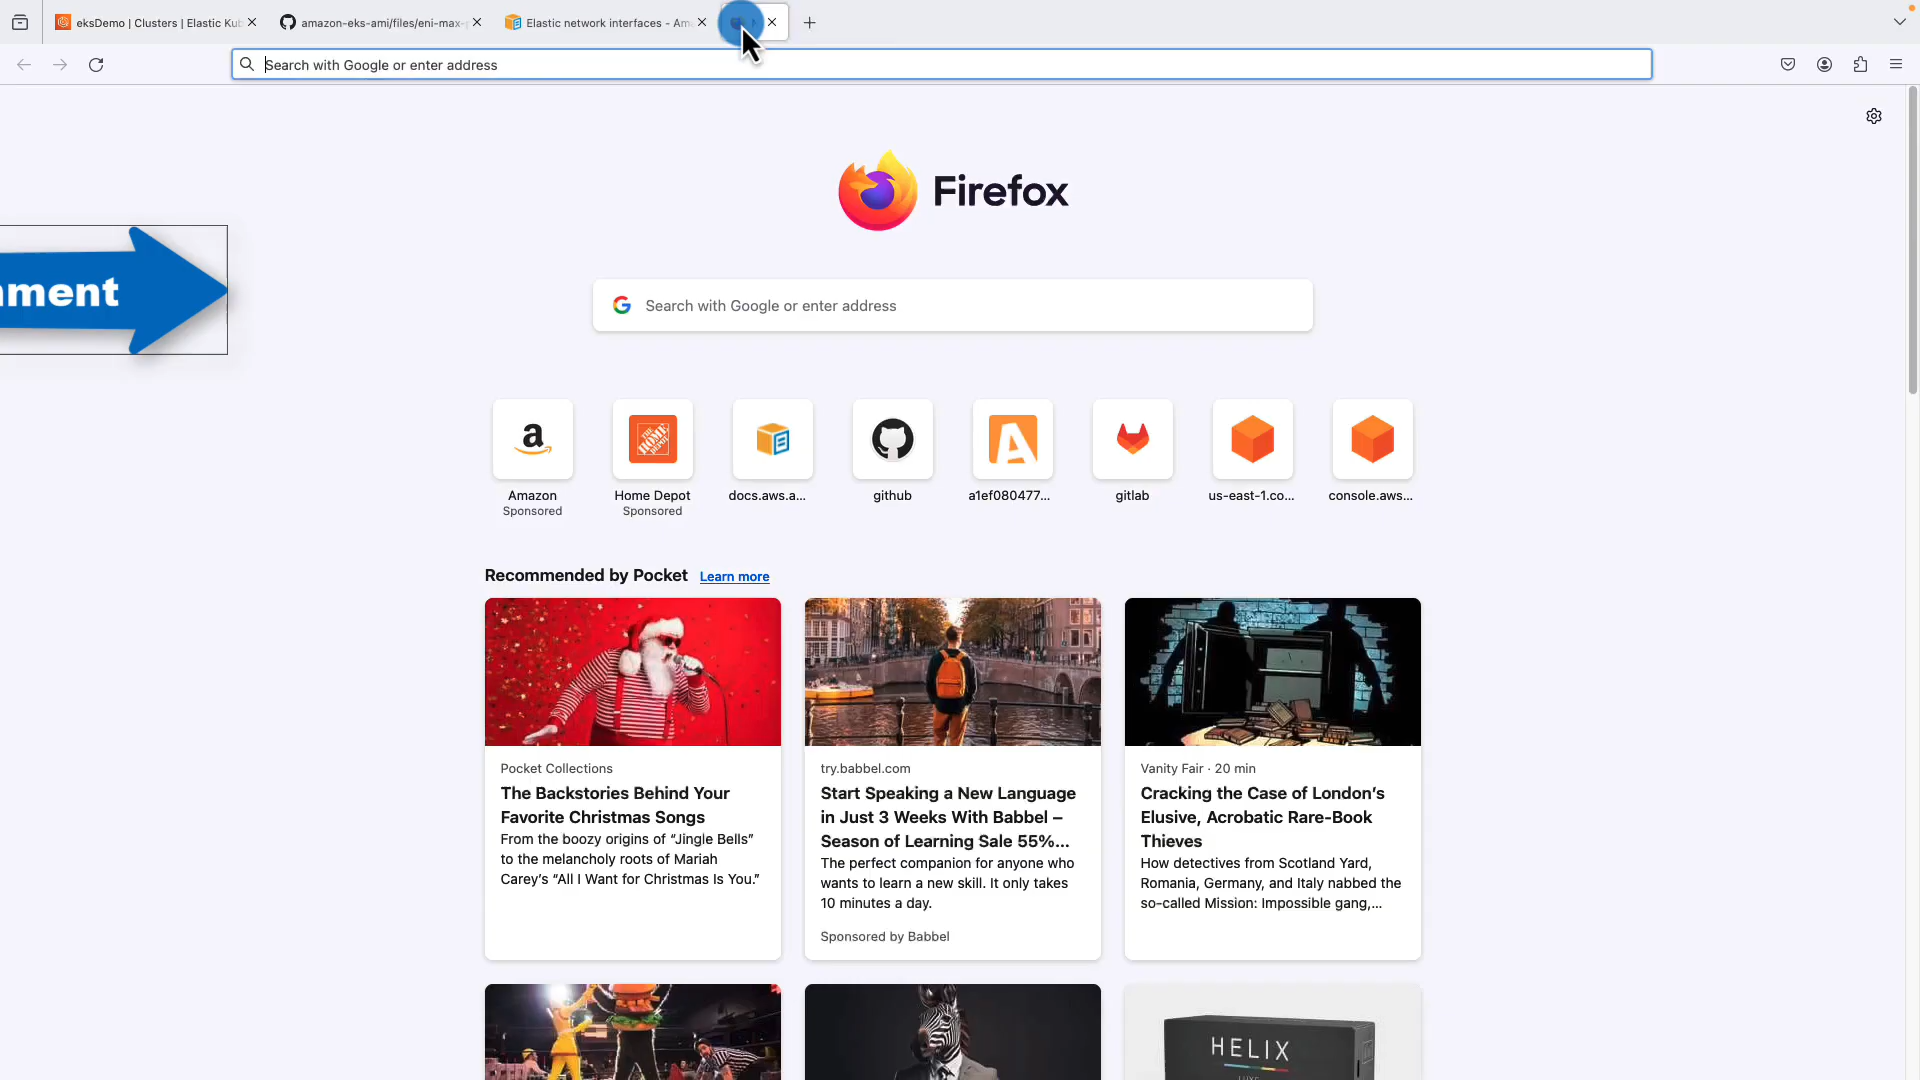 eksDemo | Clusters | Elastic Kub
amazon-eks-ami/files/eni-max-
Elastic network interfaces - Am
Search with Google or enter address
Firefox
ment
Search with Google or enter address
a
THE HOME DEPOT
Amazon
Sponsored
Home Depot
Sponsored
docs.aws.a...
github
a1ef080477...
gitlab
us-east-1.co...
console.aws...
Recommended by Pocket Learn more
Pocket Collections
The Backstories Behind Your
Favorite Christmas Songs
From the boozy origins of “Jingle Bells”
to the melancholy roots of Mariah
Carey’s “All I Want for Christmas Is You.”
try.babbel.com
Start Speaking a New Language
in Just 3 Weeks With Babbel –
Season of Learning Sale 55%...
The perfect companion for anyone who
wants to learn a new skill. It only takes
10 minutes a day.
Sponsored by Babbel
Vanity Fair · 20 min
Cracking the Case of London’s
Elusive, Acrobatic Rare-Book
Thieves
How detectives from Scotland Yard,
Romania, Germany, and Italy nabbed the
so-called Mission: Impossible gang,...
HELIX